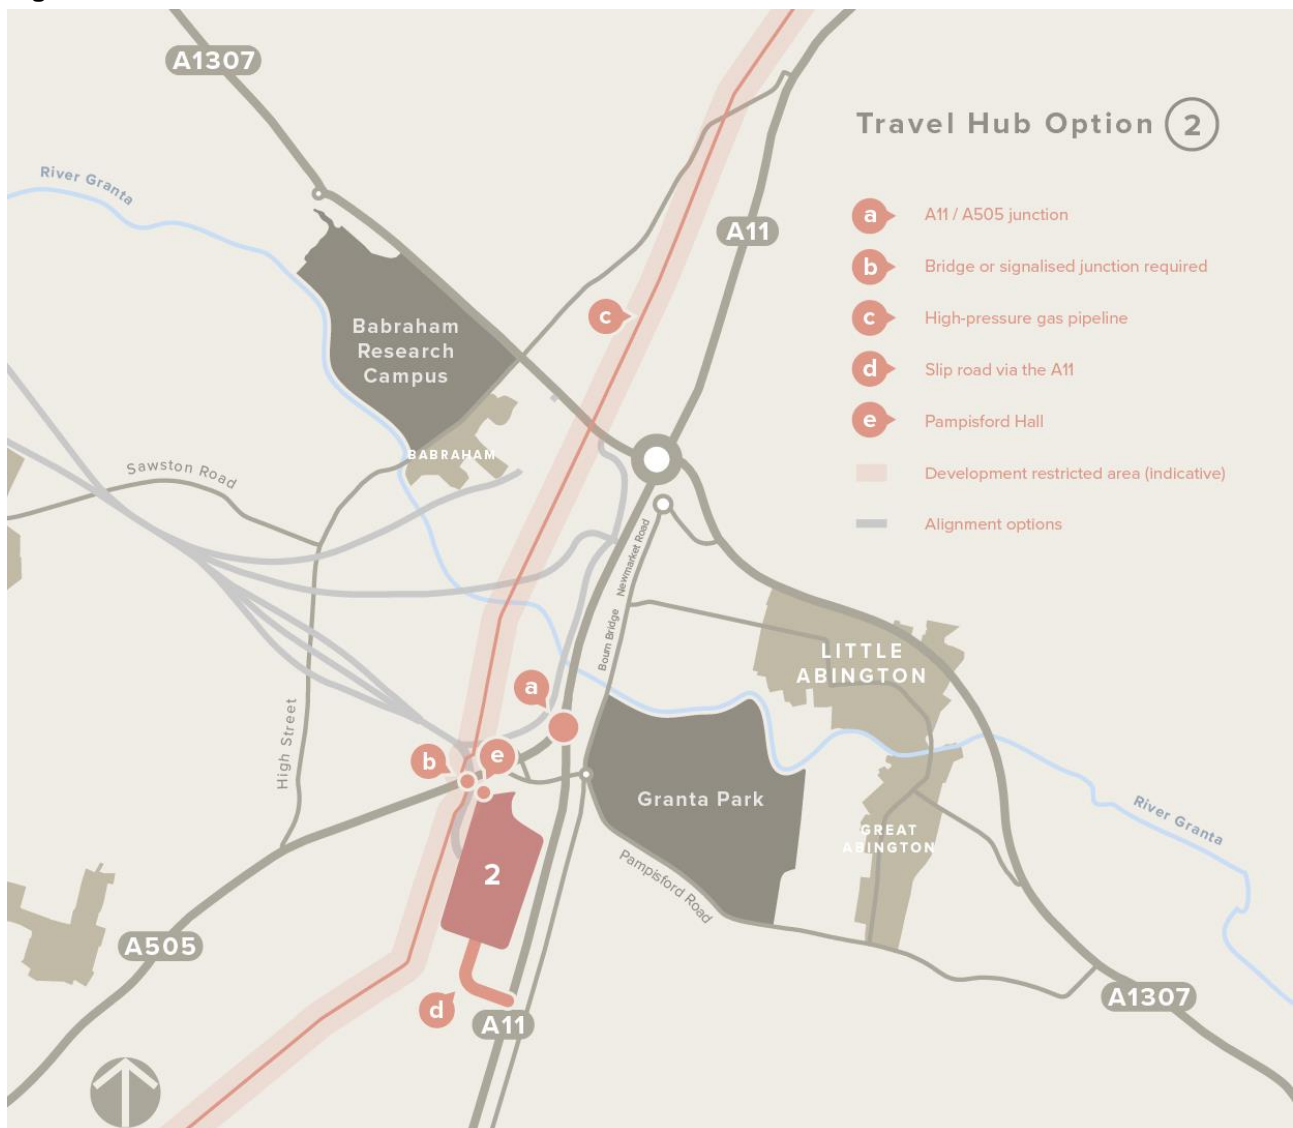 A1307
Travel Hub Option 2
River Granta
a A11 / A505 junction
A11
b Bridge or signalised junction required
c
c High-pressure gas pipeline
Babraham
Research
Campus
d Slip road via the A11
e Pampisford Hall
BABRAHAM
Sawston Road
Development restricted area (indicative)
Alignment options
Newmarket Road
Bourn Bridge
LITTLE
ABINGTON
a
High Street
b
e
Granta Park
River Granta
GREAT
ABINGTON
2
Pampisford Road
A505
d
A11
A1307